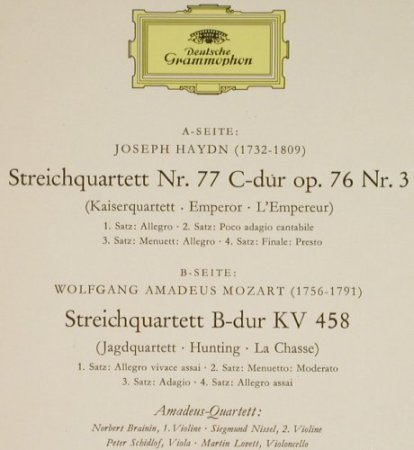 Deutsche
Grammophon
A-SEITE:
JOSEPH HAYDN (1732-1809)
Streichquartett Nr. 77 C-dur op. 76 Nr. 3
(Kaiserquartett · Emperor · L'Empereur)
1. Satz: Allegro · 2. Satz: Poco adagio cantabile
3. Satz: Menuett: Allegro · 4. Satz: Finale: Presto
B-SEITE:
WOLFGANG AMADEUS MOZART (1756-1791)
Streichquartett B-dur KV 458
(Jagdquartett · Hunting · La Chasse)
1. Satz: Allegro vivace assai · 2. Satz: Menuetto: Moderato
3. Satz: Adagio · 4. Satz: Allegro assai
Amadeus-Quartett:
Norbert Brainin, 1. Violine · Siegmund Nissel, 2. Violine
Peter Schidlof, Viola · Martin Lovett, Violoncello